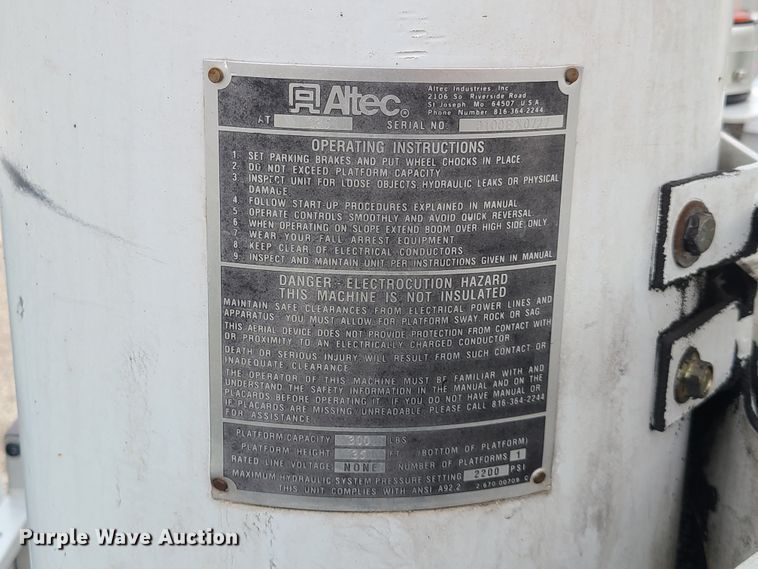 Altec®
Altec Industries, Inc
2106 So Riverside Road
St Joseph, Mo 64507 U S A
Phone Number 816-364-2244
AT SERIAL NO
OPERATING INSTRUCTIONS
1. SET PARKING BRAKES AND PUT WHEEL CHOCKS IN PLACE
2. DO NOT EXCEED PLATFORM CAPACITY
3. INSPECT UNIT FOR LOOSE OBJECTS, HYDRAULIC LEAKS OR PHYSICAL
DAMAGE.
4. FOLLOW START-UP PROCEDURES EXPLAINED IN MANUAL
5. OPERATE CONTROLS SMOOTHLY AND AVOID QUICK REVERSAL
6. WHEN OPERATING ON SLOPE EXTEND BOOM OVER HIGH SIDE ONLY
7. WEAR YOUR FALL ARREST EQUIPMENT
8. KEEP CLEAR OF ELECTRICAL CONDUCTORS
9. INSPECT AND MAINTAIN UNIT PER INSTRUCTIONS GIVEN IN MANUAL
DANGER - ELECTROCUTION HAZARD
THIS MACHINE IS NOT INSULATED
MAINTAIN SAFE CLEARANCES FROM ELECTRICAL POWER LINES AND
APPARATUS. YOU MUST ALLOW FOR PLATFORM SWAY, ROCK OR SAG
THIS AERIAL DEVICE DOES NOT PROVIDE PROTECTION FROM CONTACT WITH
OR PROXIMITY TO AN ELECTRICALLY CHARGED CONDUCTOR
DEATH OR SERIOUS INJURY WILL RESULT FROM SUCH CONTACT OR
INADEQUATE CLEARANCE.
THE OPERATOR OF THIS MACHINE MUST BE FAMILIAR WITH AND
UNDERSTAND THE SAFETY INFORMATION IN THE MANUAL AND ON THE
PLACARDS BEFORE OPERATING IT. IF YOU DO NOT HAVE MANUAL OR
IF PLACARDS ARE MISSING/UNREADABLE PLEASE CALL 816-364-2244
FOR ASSISTANCE
PLATFORM CAPACITY 300 LBS
PLATFORM HEIGHT FT (BOTTOM OF PLATFORM)
RATED LINE VOLTAGE NONE NUMBER OF PLATFORMS 1
MAXIMUM HYDRAULIC SYSTEM PRESSURE SETTING 2200 PSI
THIS UNIT COMPLIES WITH ANSI A92.2 2-670-00709 C
Purple Wave Auction